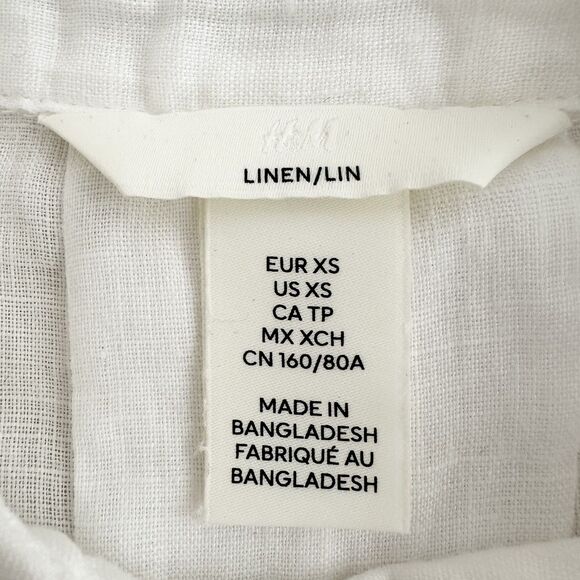 H&M
LINEN/LIN
EUR XS
US XS
CA TP
MX XCH
CN 160/80A
MADE IN
BANGLADESH
FABRIQUÉ AU
BANGLADESH